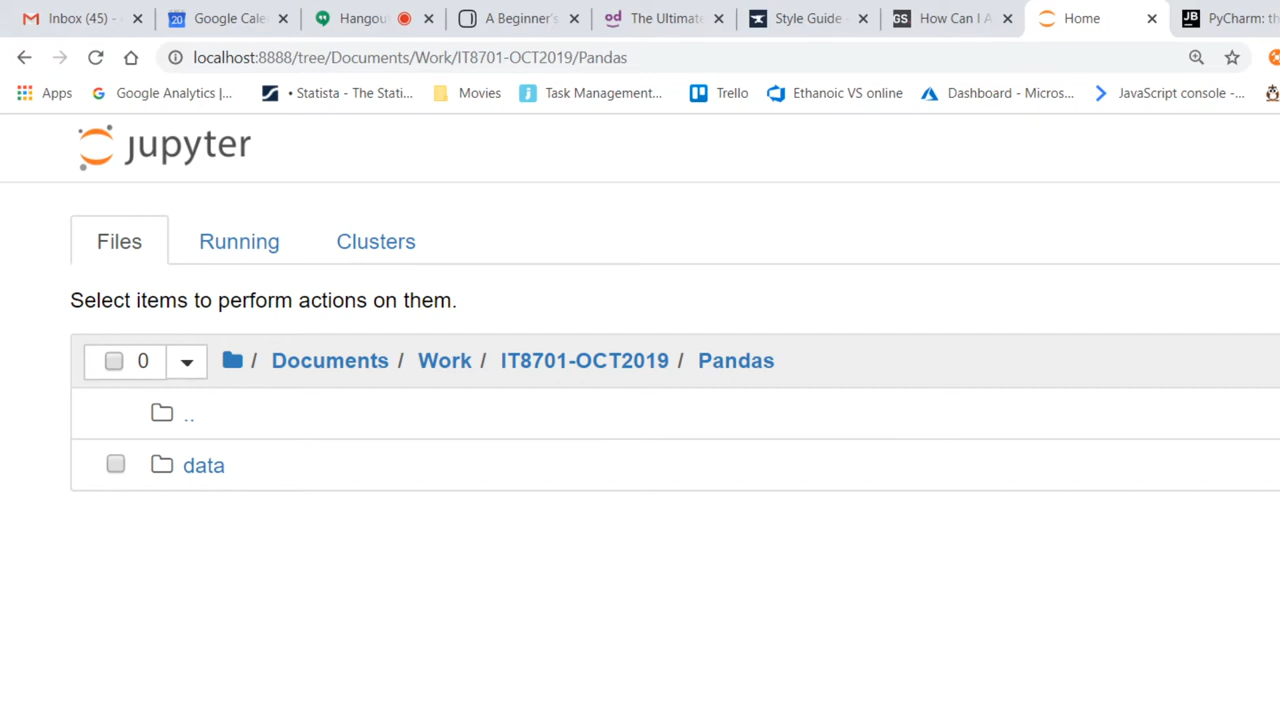 Inbox (45) - Google Cale Hangou A Beginner's The Ultimate Style Guide - How Can I A Home PyCharm: th
localhost:8888/tree/Documents/Work/IT8701-OCT2019/Pandas
Apps Google Analytics |... • Statista - The Stati... Movies Task Management... Trello Ethanoic VS online Dashboard - Micros... JavaScript console -...
jupyter
Files Running Clusters
Select items to perform actions on them.
0 / Documents / Work / IT8701-OCT2019 / Pandas
..
data